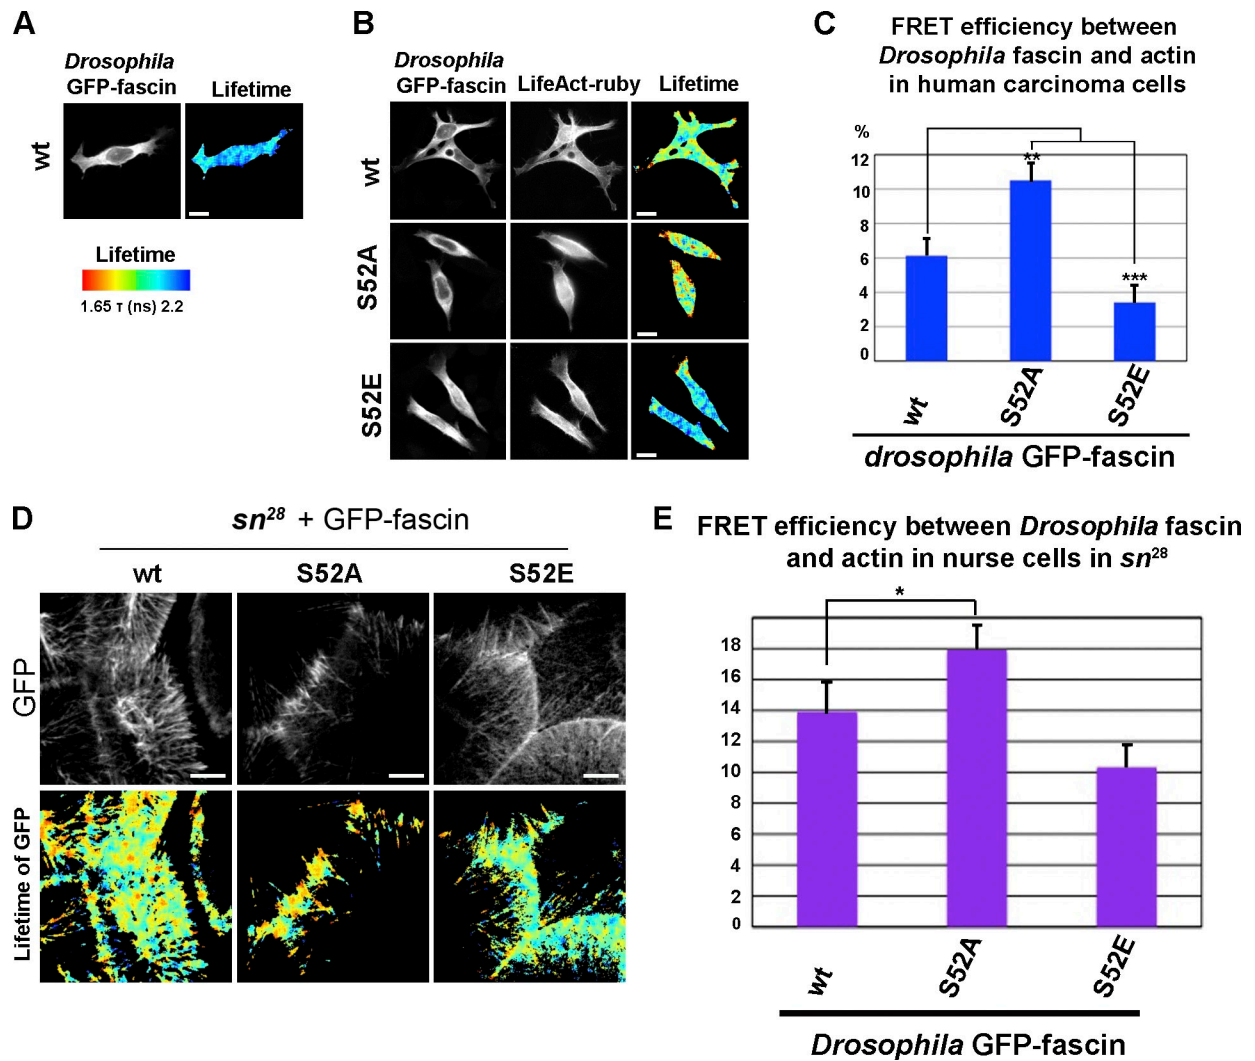 A
Drosophila
GFP-fascin
Lifetime
wt
Lifetime
1.65 τ (ns) 2.2
B
Drosophila
GFP-fascin
LifeAct-ruby
Lifetime
wt
S52A
S52E
C
FRET efficiency between
Drosophila fascin and actin
in human carcinoma cells
%
12
10
8
6
4
2
0
**
***
wt
S52A
S52E
drosophila GFP-fascin
D
sn²⁸ + GFP-fascin
wt
S52A
S52E
GFP
Lifetime of GFP
E
FRET efficiency between Drosophila fascin
and actin in nurse cells in sn²⁸
*
18
16
14
12
10
8
6
4
2
0
wt
S52A
S52E
Drosophila GFP-fascin